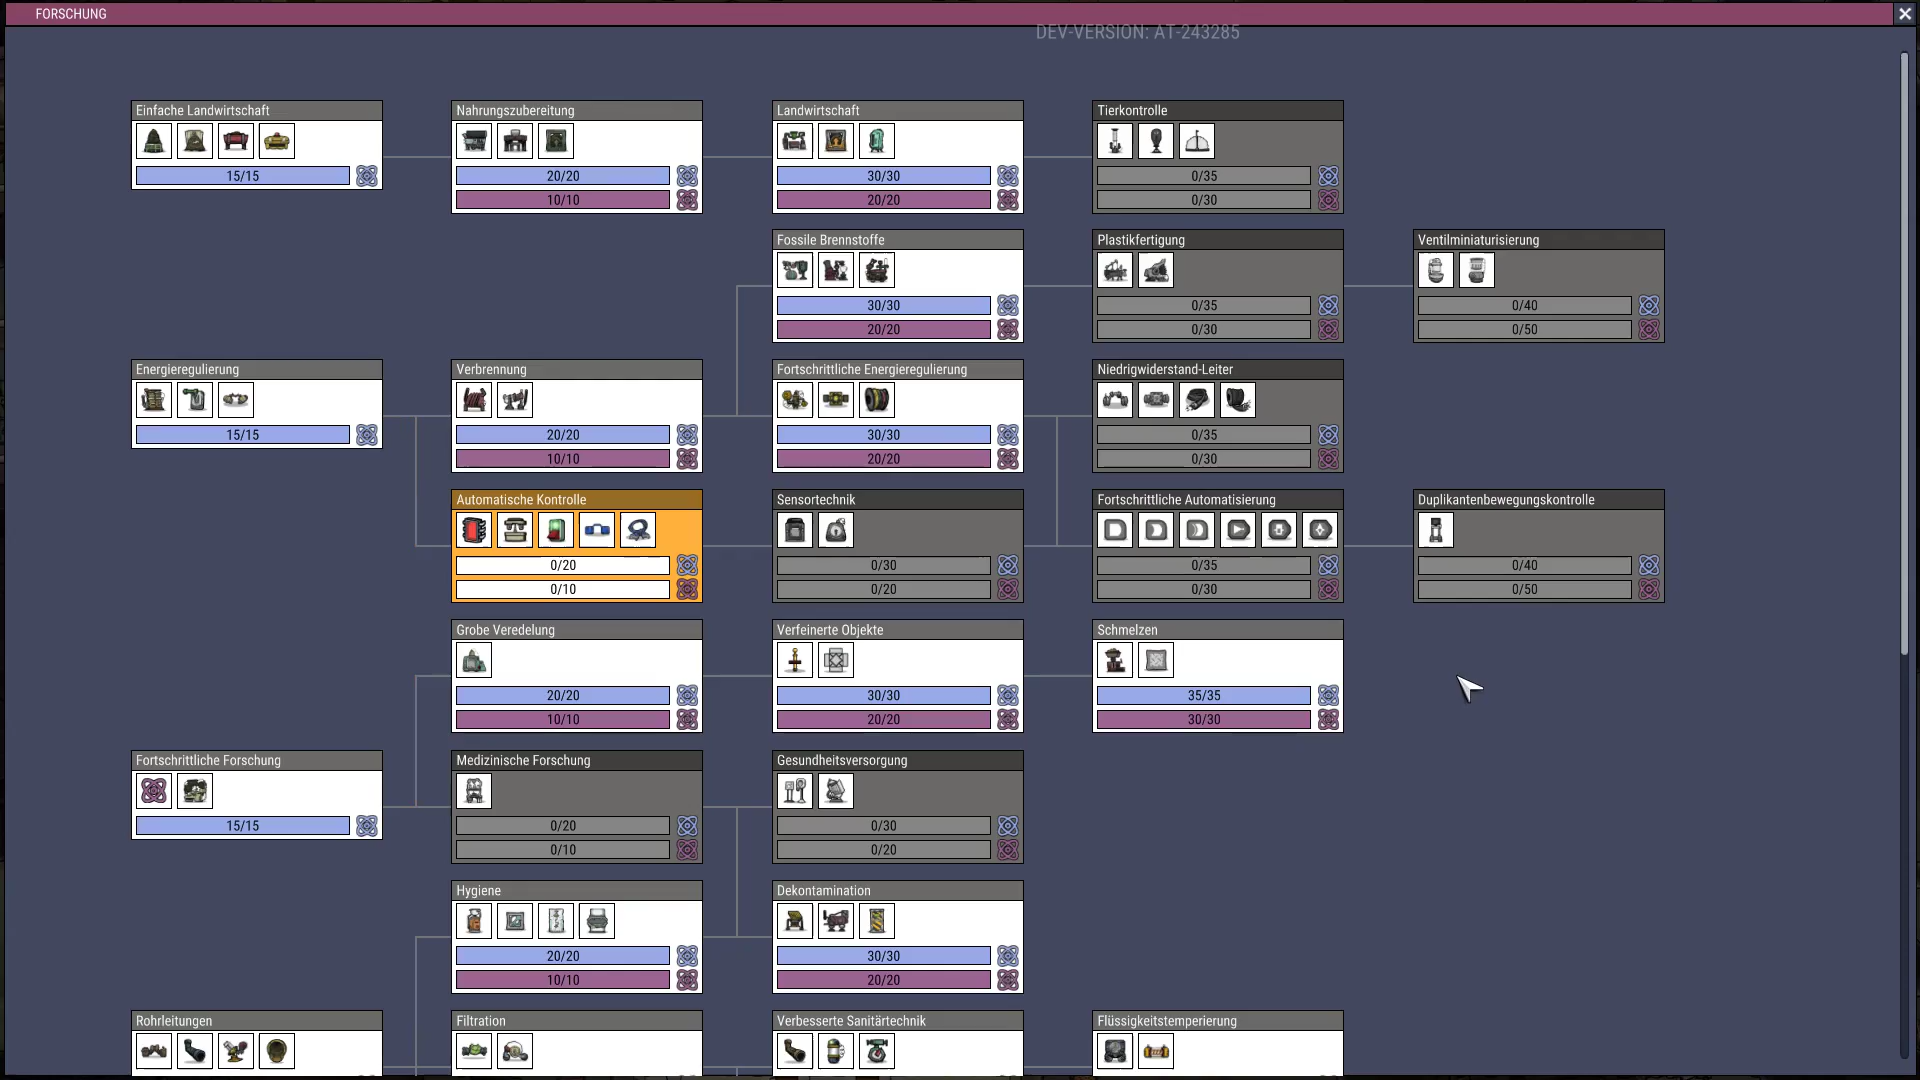 FORSCHUNG
DEV-VERSION: AT-243285
Einfache Landwirtschaft
15/15
Nahrungszubereitung
20/20
10/10
Landwirtschaft
30/30
20/20
Tierkontrolle
0/35
0/30
Fossile Brennstoffe
30/30
20/20
Plastikfertigung
0/35
0/30
Ventilminiaturisierung
0/40
0/50
Energieregulierung
15/15
Verbrennung
20/20
10/10
Fortschrittliche Energieregulierung
30/30
20/20
Niedrigwiderstand-Leiter
0/35
0/30
Automatische Kontrolle
0/20
0/10
Sensortechnik
0/30
0/20
Fortschrittliche Automatisierung
0/35
0/30
Duplikantenbewegungskontrolle
0/40
0/50
Grobe Veredelung
20/20
10/10
Verfeinerte Objekte
30/30
20/20
Schmelzen
35/35
30/30
Fortschrittliche Forschung
15/15
Medizinische Forschung
0/20
0/10
Gesundheitsversorgung
0/30
0/20
Hygiene
20/20
10/10
Dekontamination
30/30
20/20
Rohrleitungen
Filtration
Verbesserte Sanitärtechnik
Flüssigkeitstemperierung